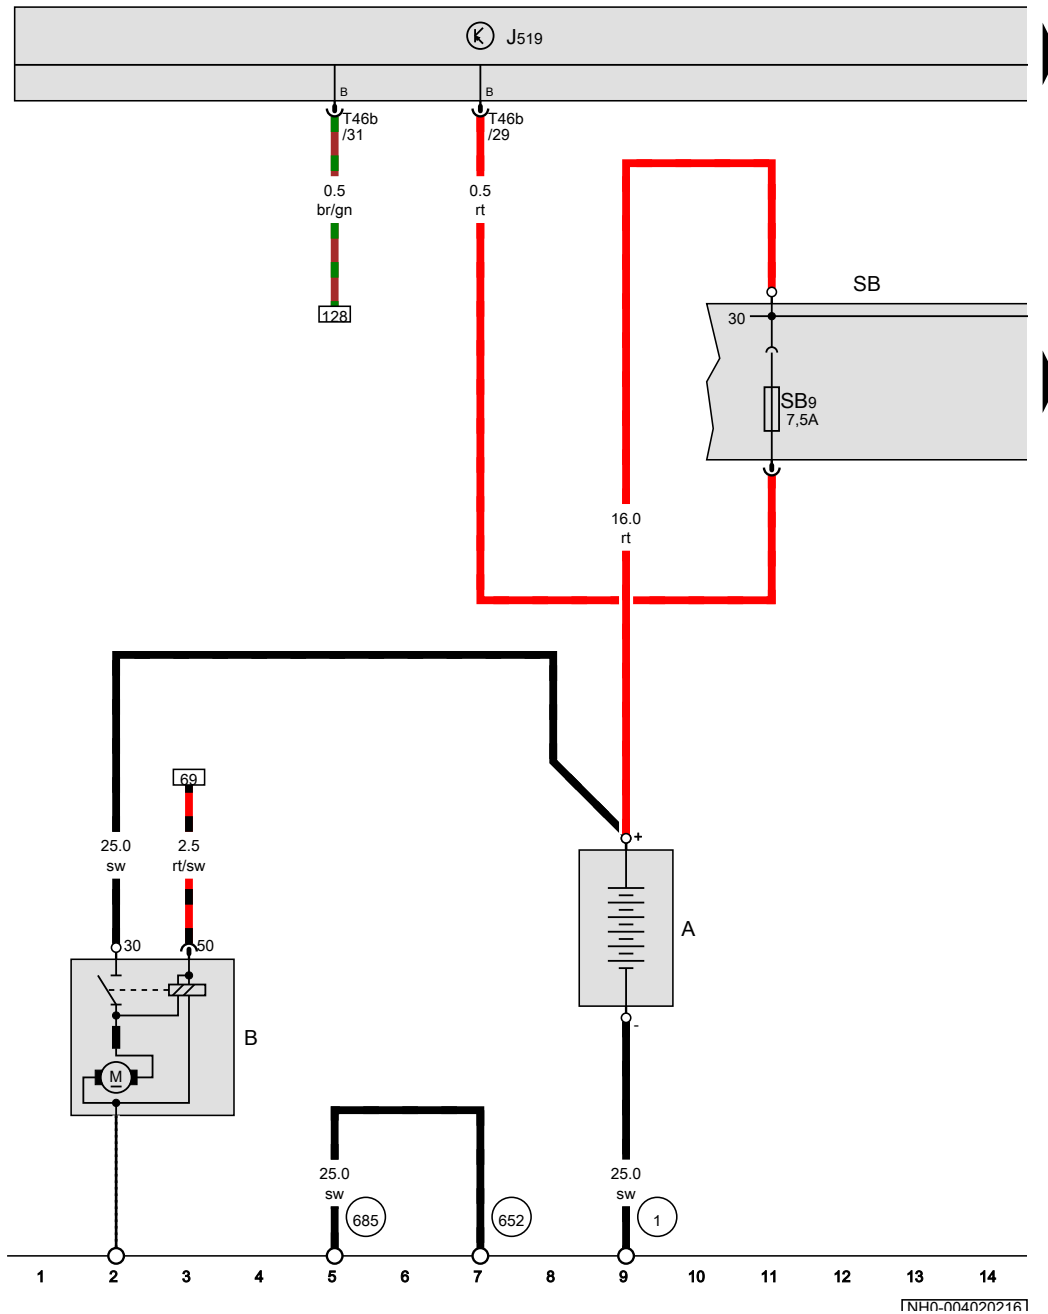 J519
B
B
T46b
/31
T46b
/29
0.5
br/gn
0.5
rt
128
SB
30
SB9
7,5A
16.0
rt
69
25.0
sw
2.5
rt/sw
+
30
50
A
-
B
M
25.0
sw
685
652
25.0
sw
1
1 2 3 4 5 6 7 8 9 10 11 12 13 14
NH0-004020216